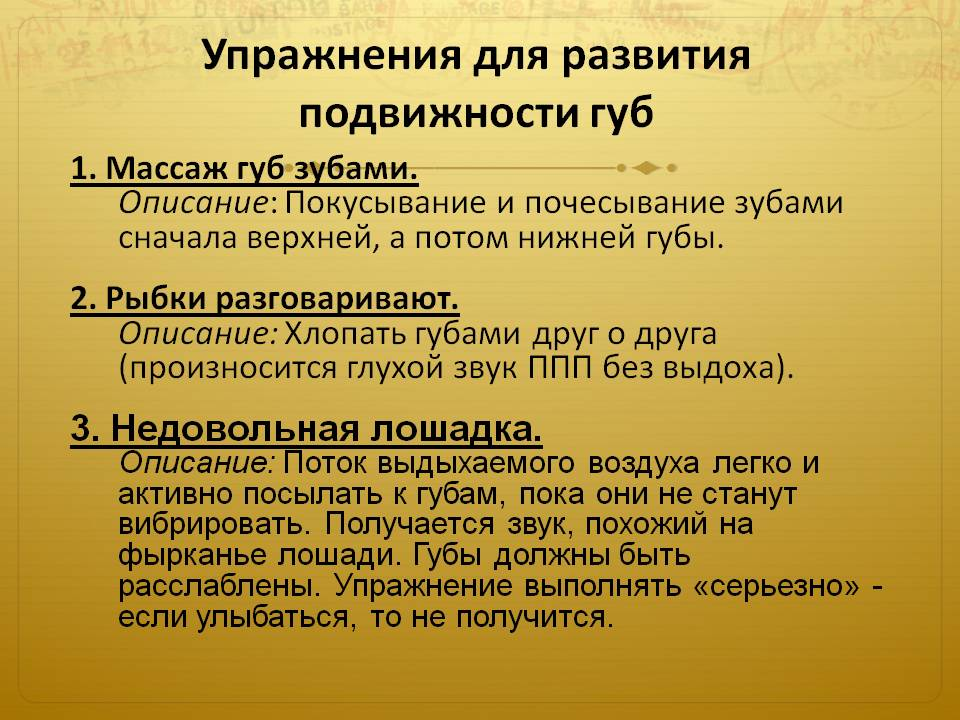 Упражнения для развития
подвижности губ
1. Массаж губ зубами.
Описание: Покусывание и почесывание зубами
сначала верхней, а потом нижней губы.
2. Рыбки разговаривают.
Описание: Хлопать губами друг о друга
(произносится глухой звук ППП без выдоха).
3. Недовольная лошадка.
Описание: Поток выдыхаемого воздуха легко и
активно посылать к губам, пока они не станут
вибрировать. Получается звук, похожий на
фырканье лошади. Губы должны быть
расслаблены. Упражнение выполнять «серьезно» -
если улыбаться, то не получится.